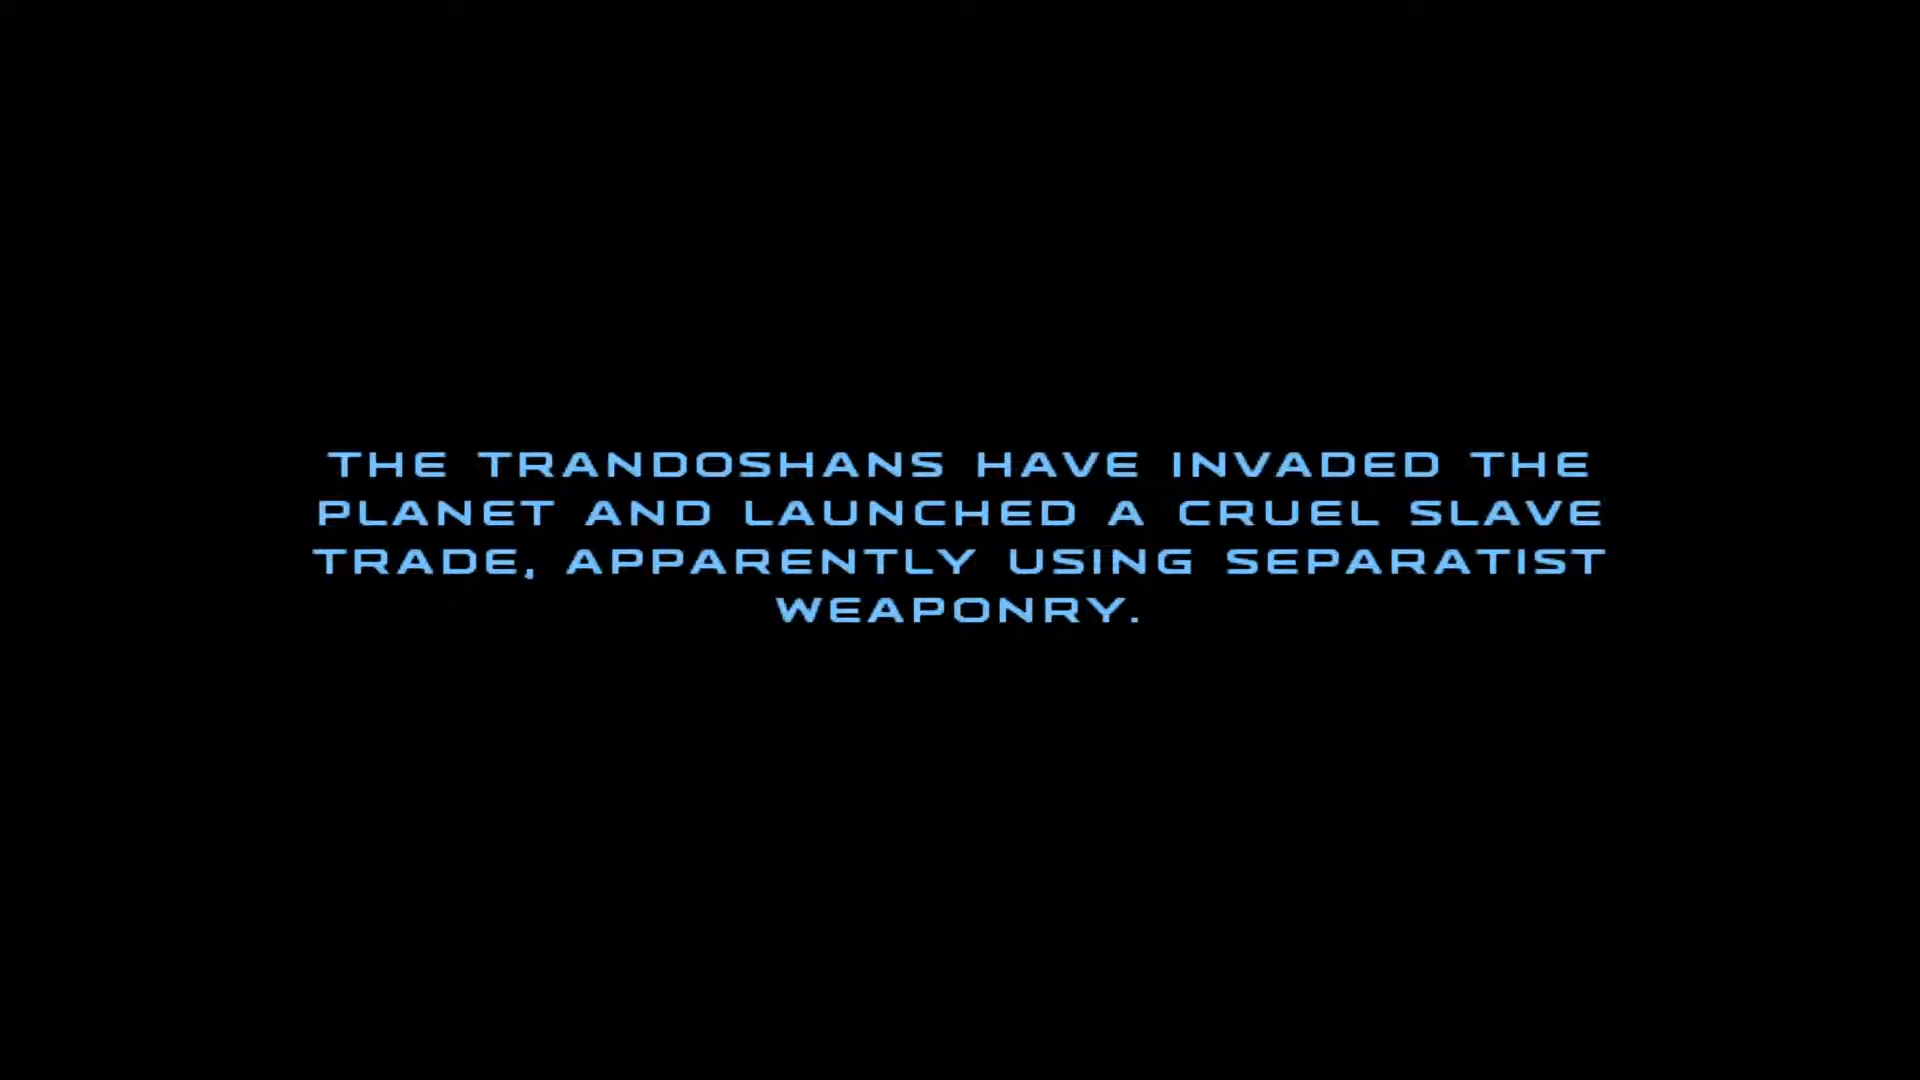 THE TRANDOSHANS HAVE INVADED THE
PLANET AND LAUNCHED A CRUEL SLAVE
TRADE, APPARENTLY USING SEPARATIST
WEAPONRY.